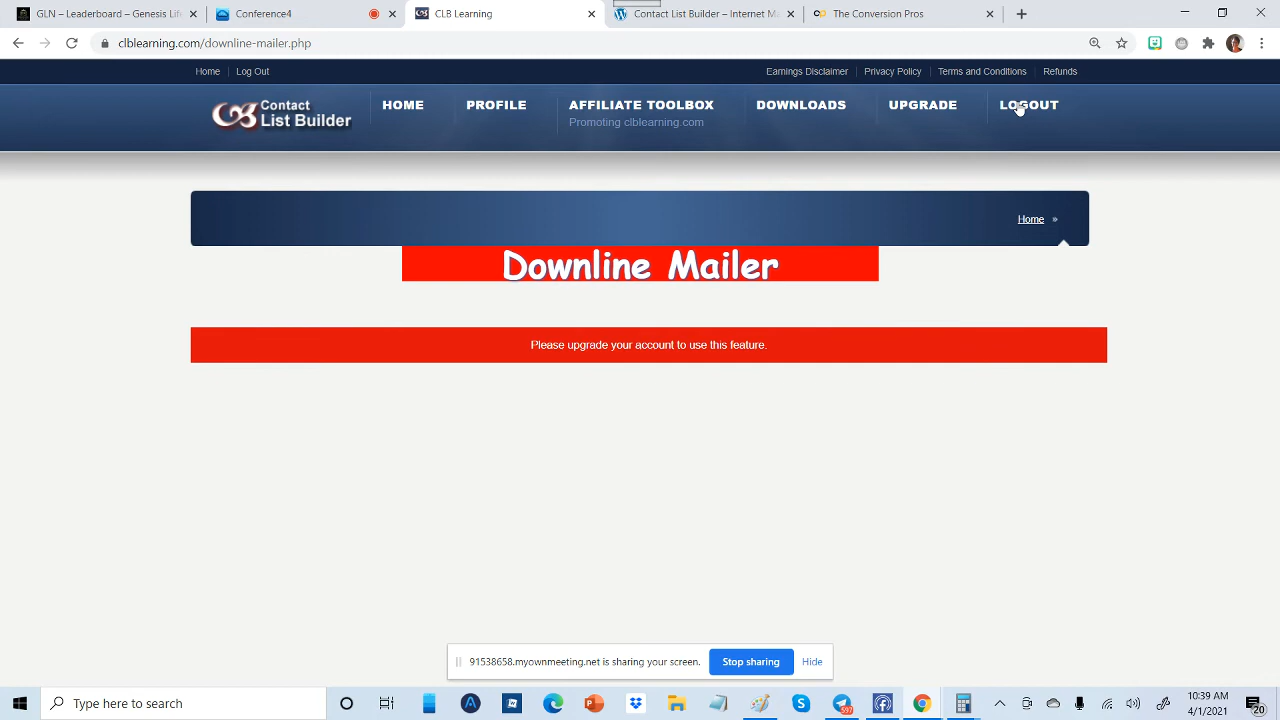 GLN – Leaderboard – Genesis Life
Conference4
CLB Learning
Contact List Builder - Internet M
The Conversion Pros
clblearning.com/downline-mailer.php
Home
Log Out
Earnings Disclaimer
Privacy Policy
Terms and Conditions
Refunds
Contact
List Builder
HOME
PROFILE
AFFILIATE TOOLBOX
Promoting clblearning.com
DOWNLOADS
UPGRADE
LOGOUT
Home »
Downline Mailer
Please upgrade your account to use this feature.
91538658.myownmeeting.net is sharing your screen.
Stop sharing
Hide
Type here to search
597
10:39 AM
4/1/2021
20